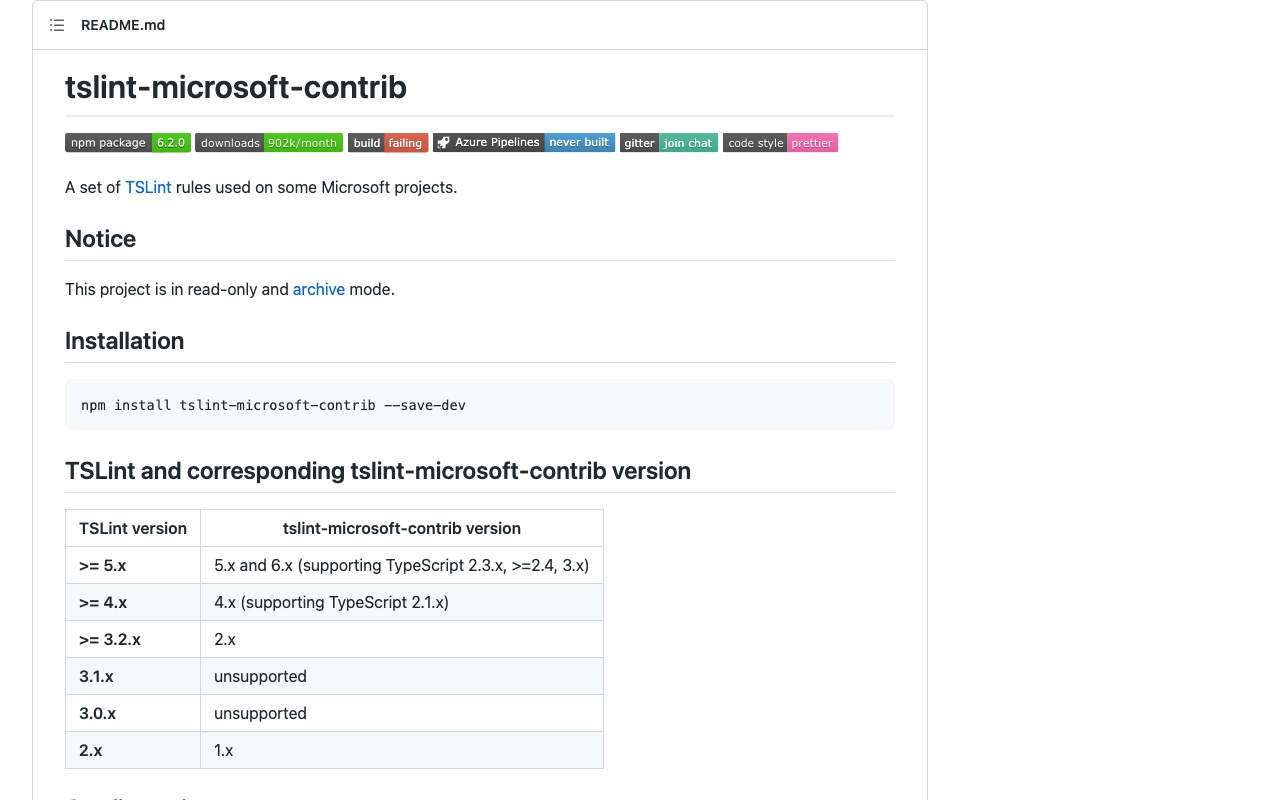 README.md
tslint-microsoft-contrib
npm package 6.2.0 downloads 902k/month build failing Azure Pipelines never built gitter join chat code style prettier
A set of TSLint rules used on some Microsoft projects.
Notice
This project is in read-only and archive mode.
Installation
npm install tslint-microsoft-contrib --save-dev
TSLint and corresponding tslint-microsoft-contrib version
TSLint version tslint-microsoft-contrib version
>= 5.x 5.x and 6.x (supporting TypeScript 2.3.x, >=2.4, 3.x)
>= 4.x 4.x (supporting TypeScript 2.1.x)
>= 3.2.x 2.x
3.1.x unsupported
3.0.x unsupported
2.x 1.x